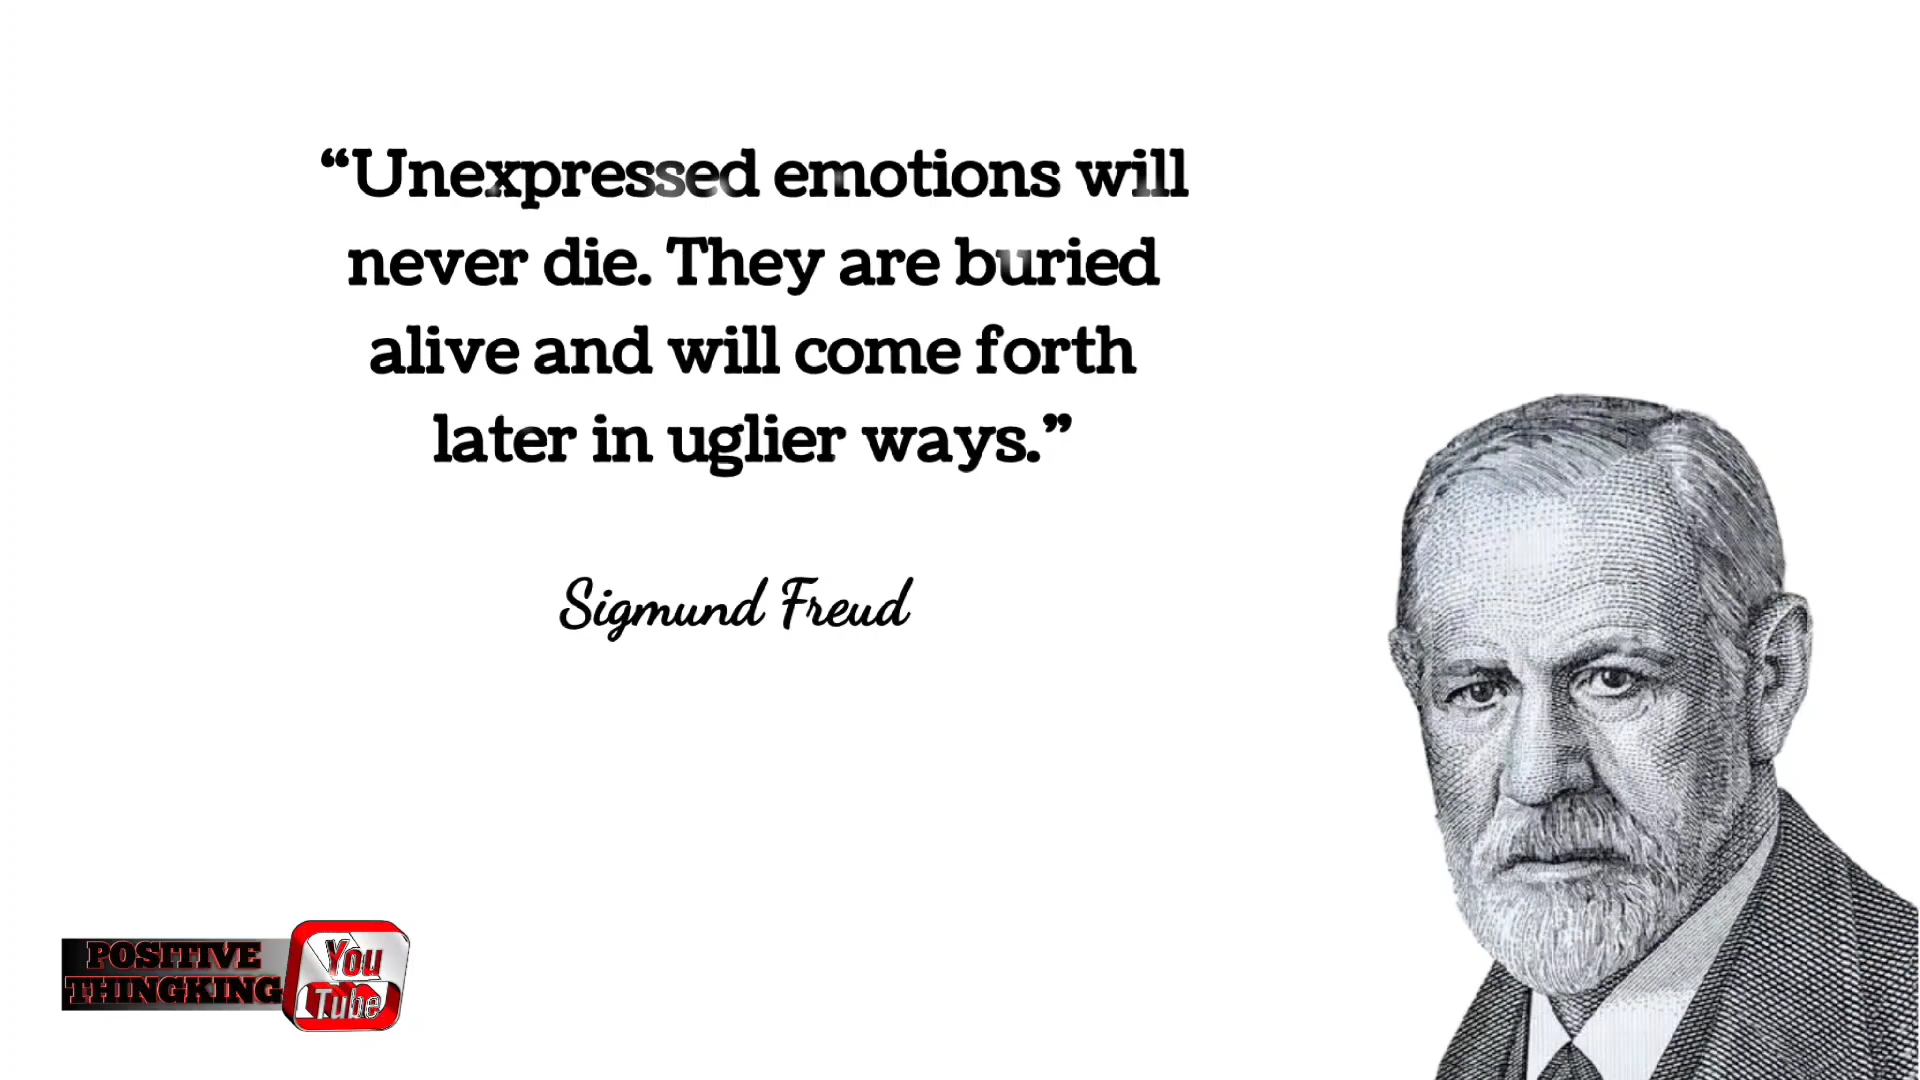 “Unexpressed emotions will
never die. They are buried
alive and will come forth
later in uglier ways.”
Sigmund Freud
POSITIVE
THINGKING
You
Tube